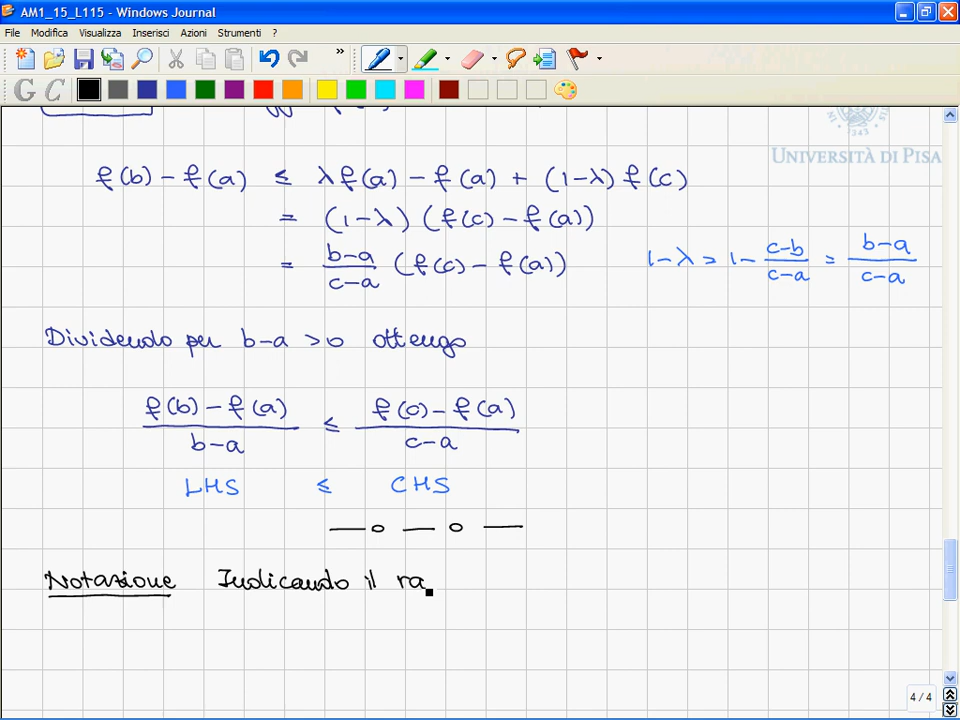 AM1_15_L115 - Windows Journal
File Modifica Visualizza Inserisci Azioni Strumenti ?
UNIVERSITÀ DI PISA
f(b) - f(a) ≤ λf(a) - f(a) + (1-λ) f(c)
= (1-λ) (f(c) - f(a))
= b-a/c-a (f(c) - f(a))
1-λ = 1- c-b/c-a = b-a/c-a
Dividendo per b-a >0 ottengo
f(b) - f(a)/b-a ≤ f(c) - f(a)/c-a
LHS ≤ CHS
Notazione Indicando il ra
4 / 4